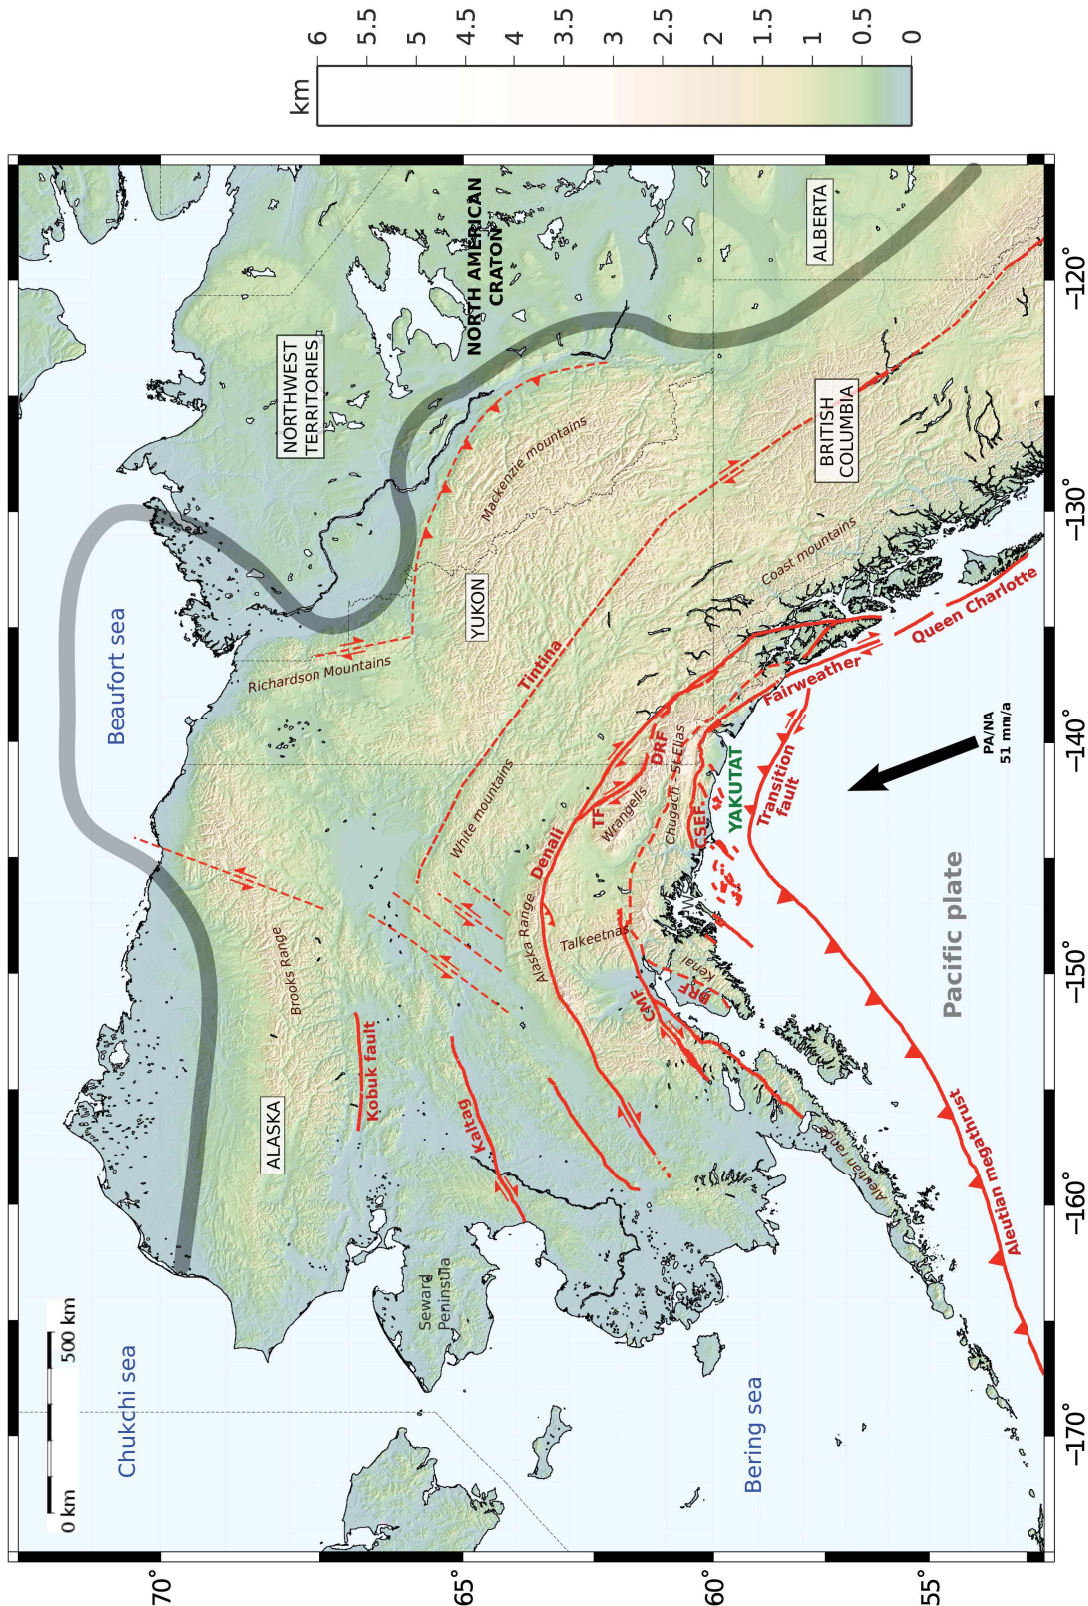 km
6
5.5
5
4.5
4
3.5
3
2.5
2
1.5
1
0.5
0
0 km
500 km
Chukchi sea
Beaufort sea
Bering sea
NORTHWEST
TERRITORIES
NORTH AMERICAN
CRATON
ALBERTA
BRITISH
COLUMBIA
YUKON
ALASKA
Richardson Mountains
Mackenzie mountains
Coast mountains
Brooks Range
White mountains
Alaska Range
Talkeetnas
Wrangells
Chugach - St Elias
Kenai
Aleutian range
Seward
Peninstula
Kobuk fault
Kaltag
Tintina
Denali
TF
DRF
CSEF
CMF
BRF
YAKUTAT
Fairweather
Queen Charlotte
Transition
fault
Aleutian megathrust
Pacific plate
PA/NA
51 mm/a
70˚
65˚
60˚
55˚
−170˚
−160˚
−150˚
−140˚
−130˚
−120˚